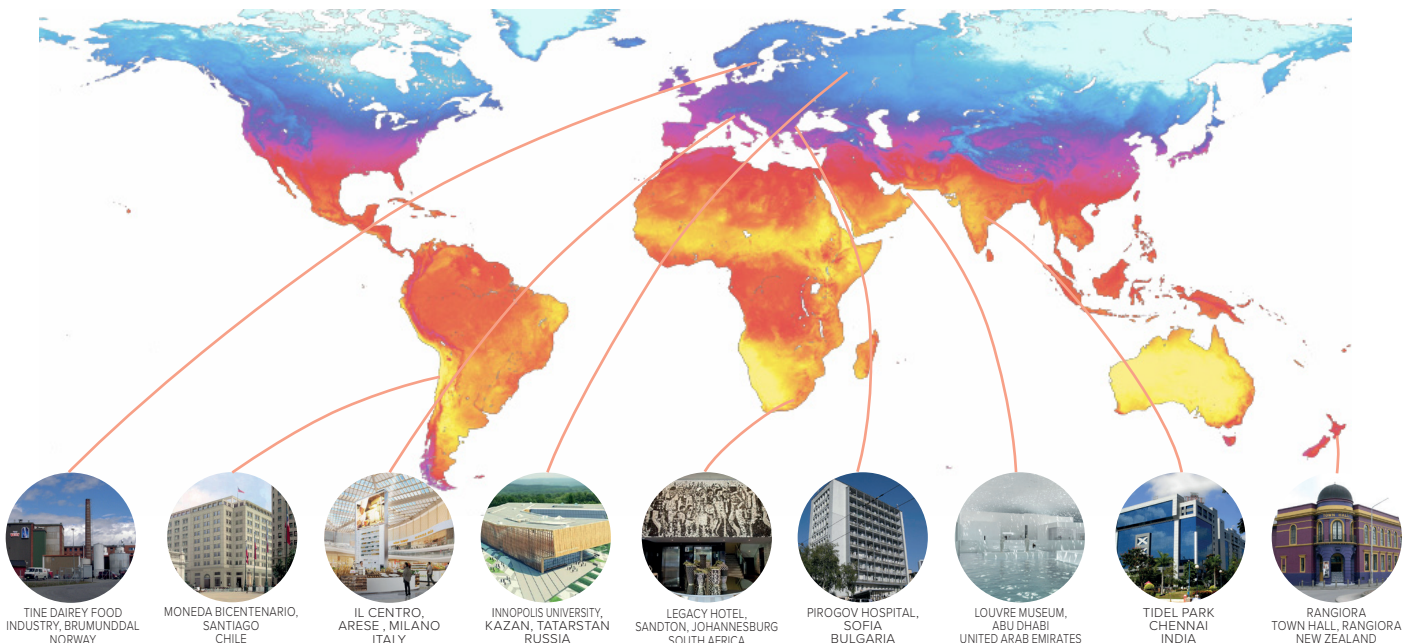 TINE DAIREY FOOD
INDUSTRY, BRUMUNDDAL
NORWAY
MONEDA BICENTENARIO,
SANTIAGO
CHILE
IL CENTRO,
ARESE , MILANO
ITALY
INNOPOLIS UNIVERSITY,
KAZAN, TATARSTAN
RUSSIA
LEGACY HOTEL,
SANDTON, JOHANNESBURG
SOUTH AFRICA
PIROGOV HOSPITAL,
SOFIA
BULGARIA
LOUVRE MUSEUM,
ABU DHABI
UNITED ARAB EMIRATES
TIDEL PARK
CHENNAI
INDIA
RANGIORA
TOWN HALL, RANGIORA
NEW ZEALAND